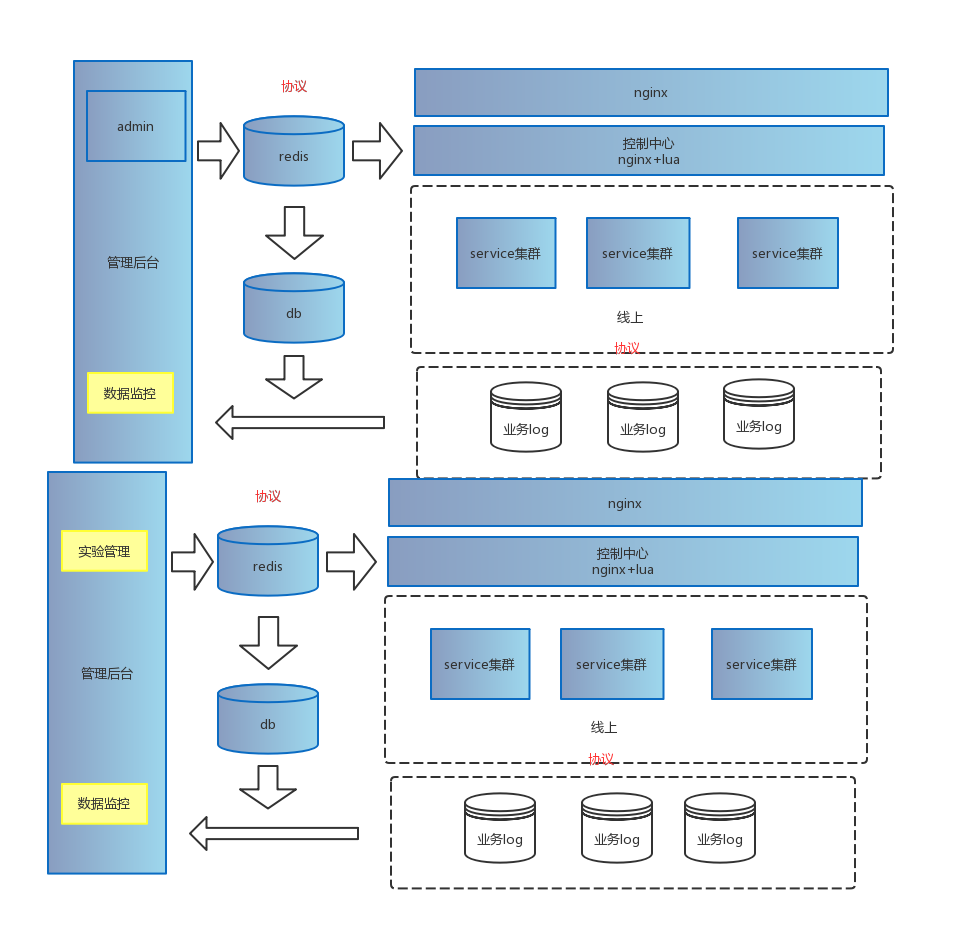 协议
nginx
admin
控制中心
nginx+lua
redis
service集群
service集群
service集群
管理后台
db
线上
协议
数据监控
业务log
业务log
业务log
协议
nginx
实验管理
控制中心
nginx+lua
redis
service集群
service集群
service集群
管理后台
db
线上
协议
数据监控
业务log
业务log
业务log